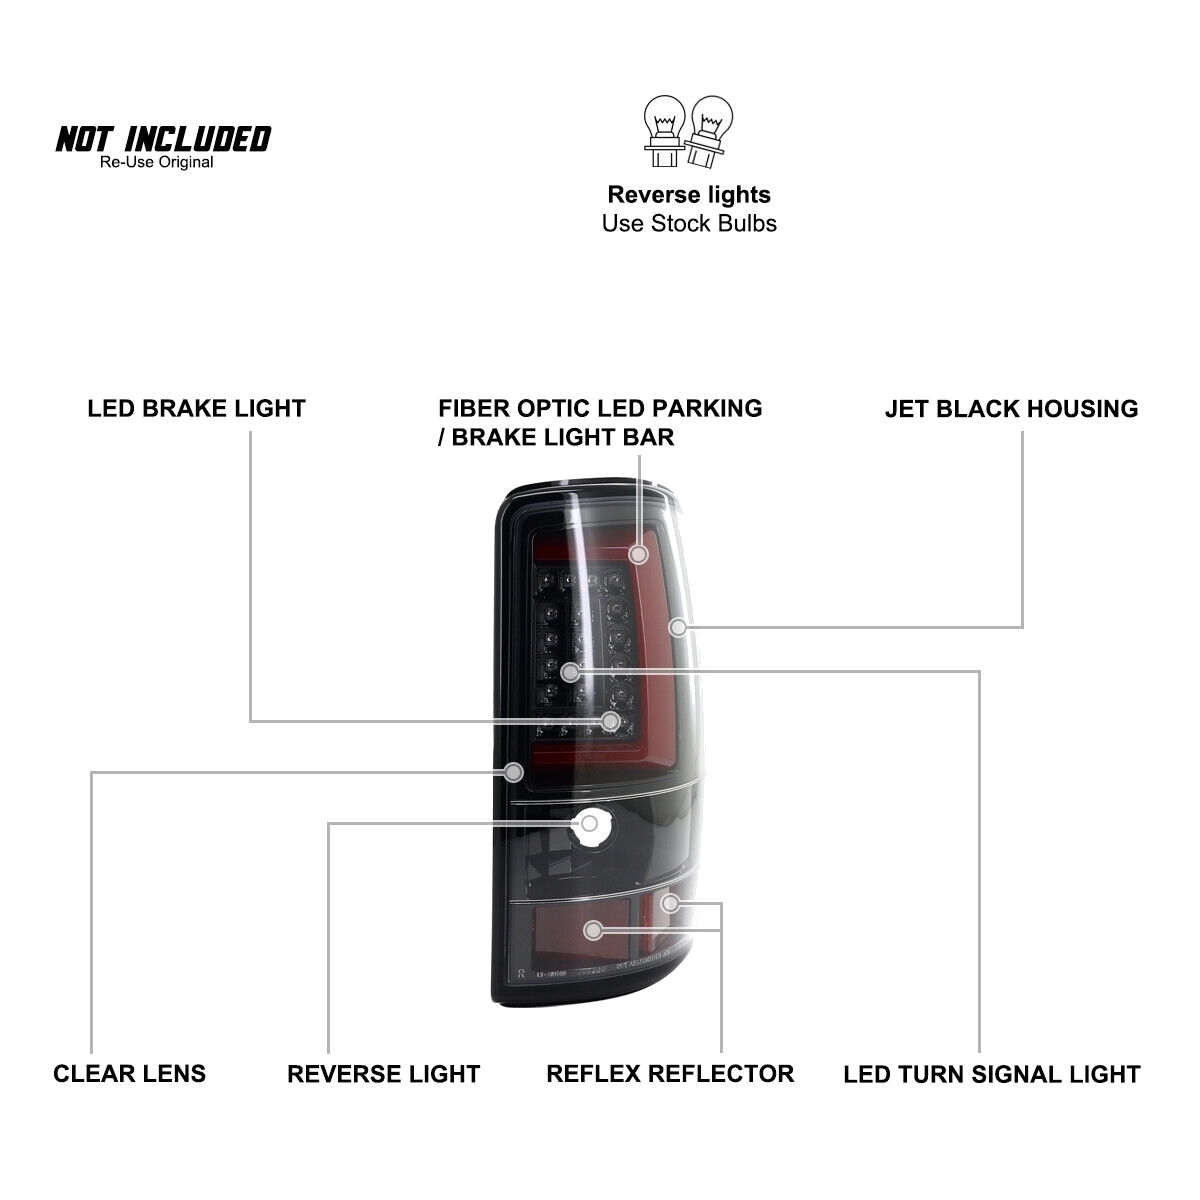 NOT INCLUDED
Re-Use Original
Reverse lights
Use Stock Bulbs
LED BRAKE LIGHT
FIBER OPTIC LED PARKING
/ BRAKE LIGHT BAR
JET BLACK HOUSING
R
CLEAR LENS
REVERSE LIGHT
REFLEX REFLECTOR
LED TURN SIGNAL LIGHT